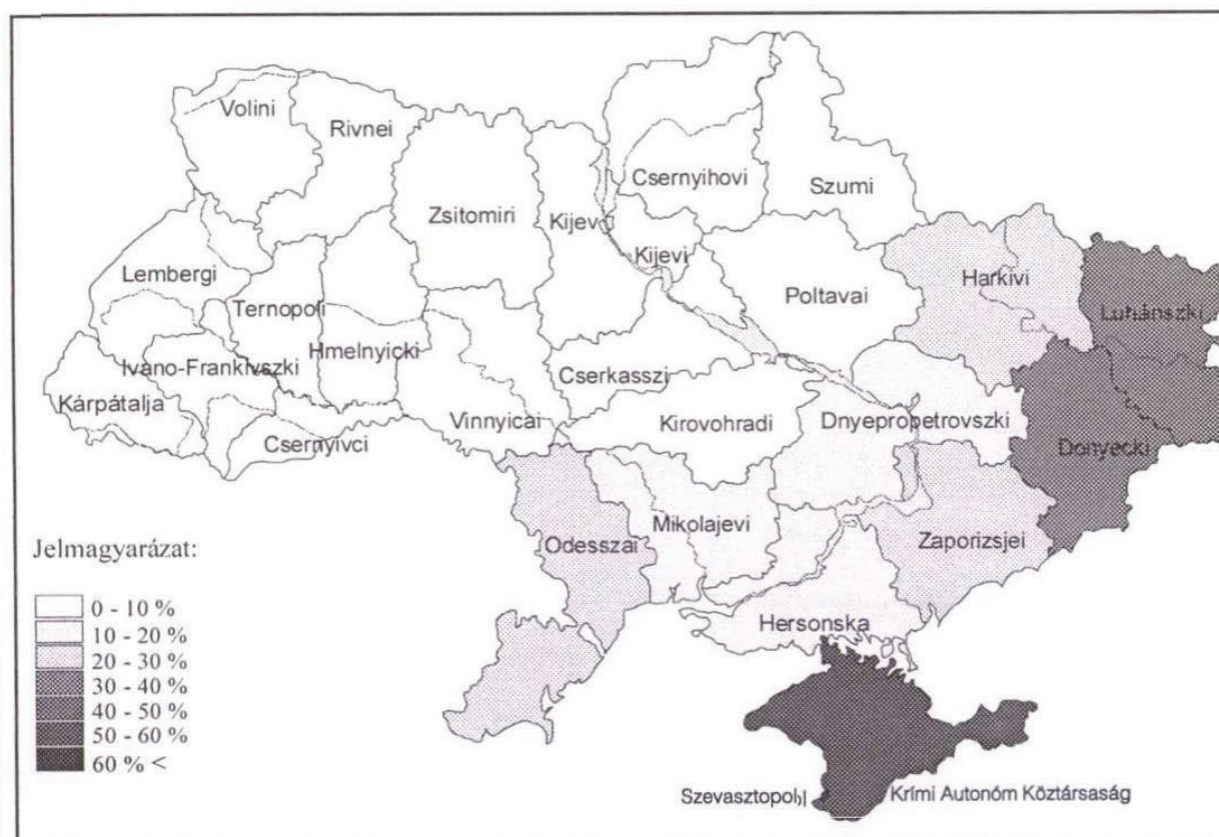 Volini
Rivnei
Zsitomiri
Kijev
Csernyihovi
Szumi
Kijevi
Lembergi
Ternopoli
Hmelnyicki
Ivano-Frankivszki
Kárpátalja
Csernyivci
Vinnyicai
Cserkasszi
Poltavai
Harkivi
Luhánszki
Kirovohradi
Dnyepropetrovszki
Donyecki
Odesszai
Mikolajevi
Zaporizsjei
Hersonska
Szevasztopol
Krími Autonóm Köztársaság
Jelmagyarázat:
0 - 10 %
10 - 20 %
20 - 30 %
30 - 40 %
40 - 50 %
50 - 60 %
60 % <